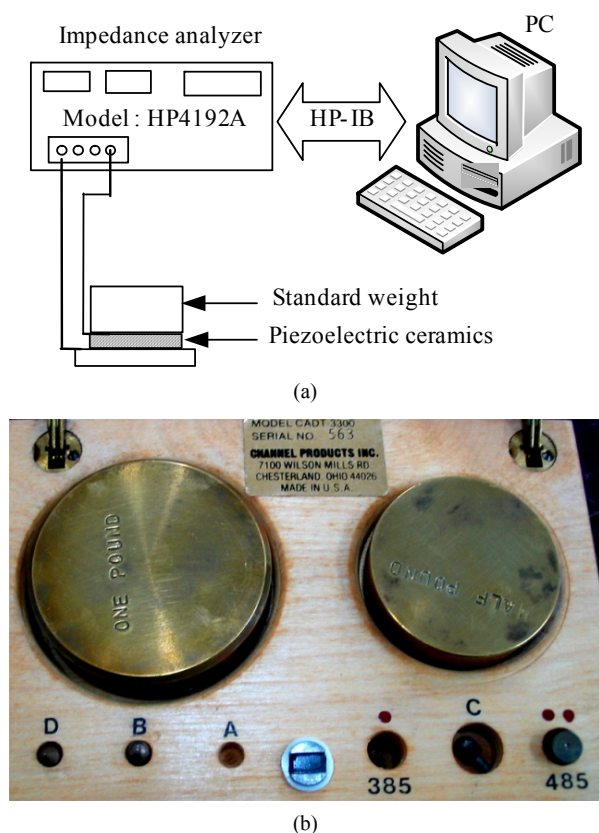 Impedance analyzer
PC
Model : HP4192A
HP-IB
Standard weight
Piezoelectric ceramics
(a)
MODEL CADT 3300
SERIAL NO. 563
CHANNEL PRODUCTS INC.
7100 WILSON MILLS RD.
CHESTERLAND, OHIO 44026
MADE IN U.S.A.
ONE POUND
HALF POUND
D B A C
385 485
(b)